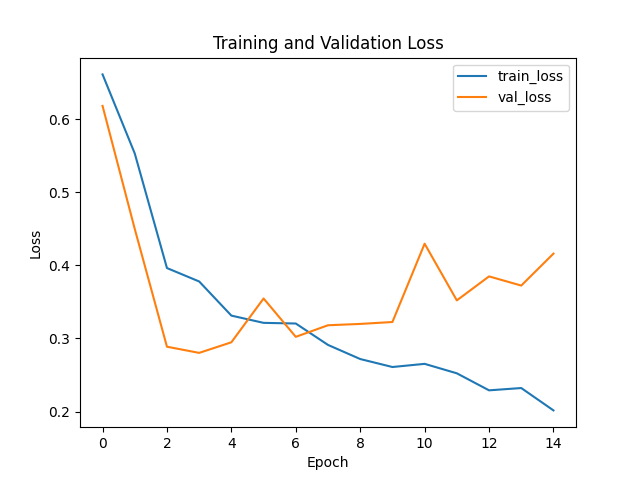 Training and Validation Loss
train_loss
val_loss
0.6
0.5
0.4
0.3
0.2
Loss
0 2 4 6 8 10 12 14
Epoch